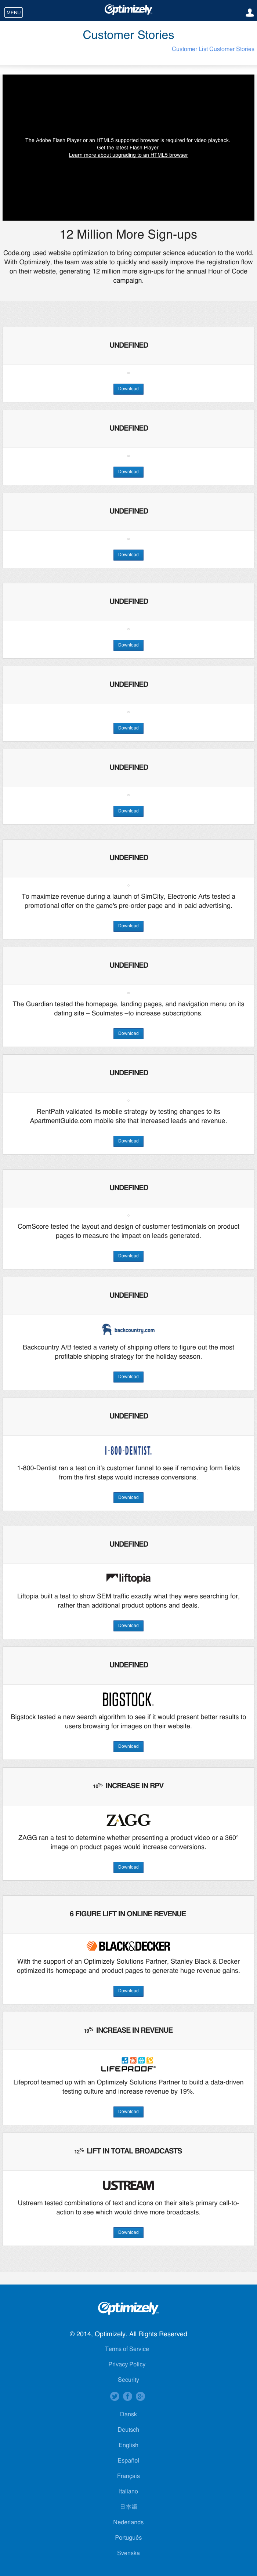 MENU
Optimizely
Customer Stories
Customer List Customer Stories
The Adobe Flash Player or an HTML5 supported browser is required for video playback.
Get the latest Flash Player
Learn more about upgrading to an HTML5 browser
12 Million More Sign-ups
Code.org used website optimization to bring computer science education to the world.
With Optimizely, the team was able to quickly and easily improve the registration flow
on their website, generating 12 million more sign-ups for the annual Hour of Code
campaign.
UNDEFINED
Download
UNDEFINED
Download
UNDEFINED
Download
UNDEFINED
Download
UNDEFINED
Download
UNDEFINED
Download
UNDEFINED
To maximize revenue during a launch of SimCity, Electronic Arts tested a
promotional offer on the game's pre-order page and in paid advertising.
Download
UNDEFINED
The Guardian tested the homepage, landing pages, and navigation menu on its
dating site – Soulmates –to increase subscriptions.
Download
UNDEFINED
RentPath validated its mobile strategy by testing changes to its
ApartmentGuide.com mobile site that increased leads and revenue.
Download
UNDEFINED
ComScore tested the layout and design of customer testimonials on product
pages to measure the impact on leads generated.
Download
UNDEFINED
backcountry.com
Backcountry A/B tested a variety of shipping offers to figure out the most
profitable shipping strategy for the holiday season.
Download
UNDEFINED
1-800-DENTIST.
1-800-Dentist ran a test on it's customer funnel to see if removing form fields
from the first steps would increase conversions.
Download
UNDEFINED
liftopia
Liftopia built a test to show SEM traffic exactly what they were searching for,
rather than additional product options and deals.
Download
UNDEFINED
BIGSTOCK
Bigstock tested a new search algorithm to see if it would present better results to
users browsing for images on their website.
Download
10% INCREASE IN RPV
ZAGG
ZAGG ran a test to determine whether presenting a product video or a 360°
image on product pages would increase conversions.
Download
6 FIGURE LIFT IN ONLINE REVENUE
BLACK&DECKER
With the support of an Optimizely Solutions Partner, Stanley Black & Decker
optimized its homepage and product pages to generate huge revenue gains.
Download
19% INCREASE IN REVENUE
LIFEPROOF
Lifeproof teamed up with an Optimizely Solutions Partner to build a data-driven
testing culture and increase revenue by 19%.
Download
12% LIFT IN TOTAL BROADCASTS
USTREAM
Ustream tested combinations of text and icons on their site's primary call-to-
action to see which would drive more broadcasts.
Download
Optimizely
© 2014, Optimizely. All Rights Reserved
Terms of Service
Privacy Policy
Security
Dansk
Deutsch
English
Español
Français
Italiano
日本語
Nederlands
Português
Svenska